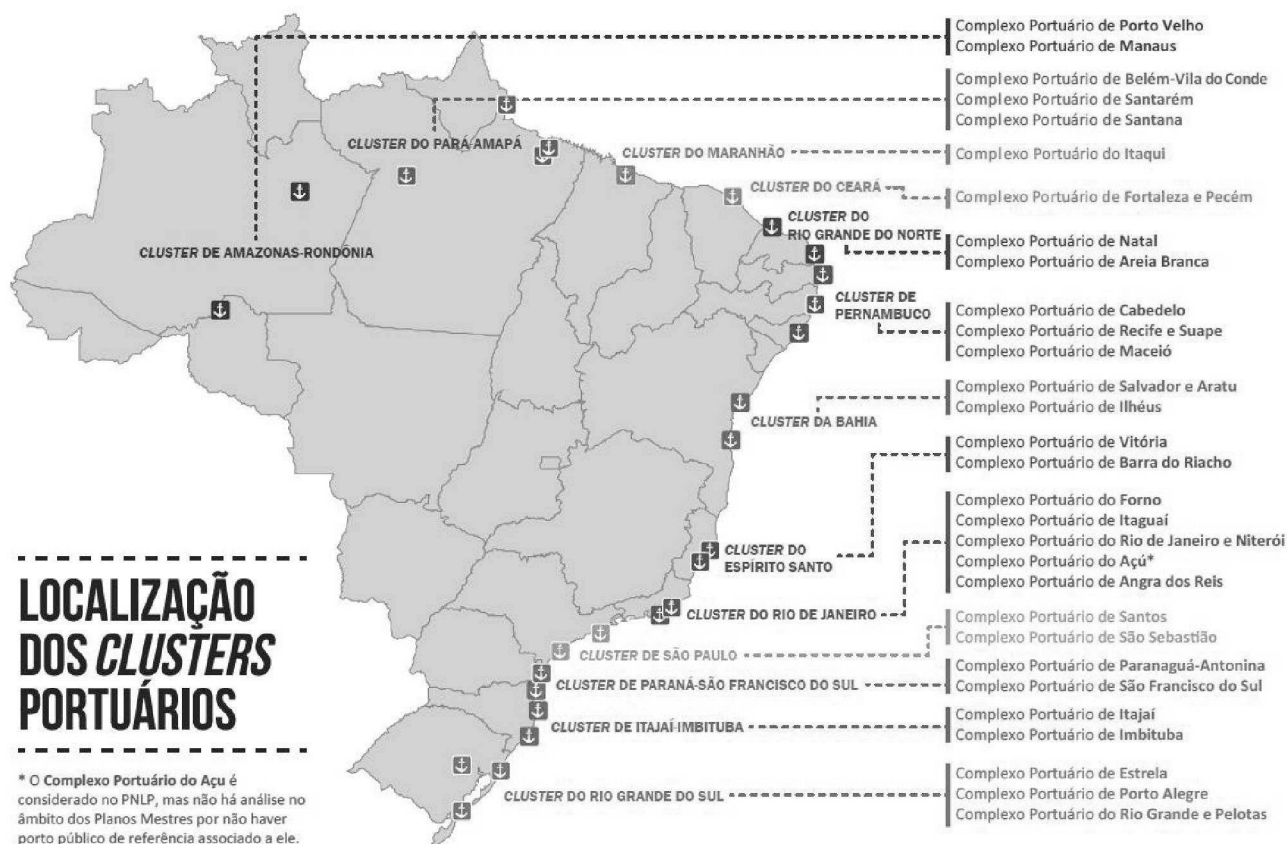 Complexo Portuário de Porto Velho
Complexo Portuário de Manaus
Complexo Portuário de Belém-Vila do Conde
Complexo Portuário de Santarém
Complexo Portuário de Santana
CLUSTER DO PARÁ-AMAPÁ
CLUSTER DO MARANHÃO
Complexo Portuário do Itaqui
CLUSTER DO CEARÁ
Complexo Portuário de Fortaleza e Pecém
CLUSTER DO
RIO GRANDE DO NORTE
Complexo Portuário de Natal
Complexo Portuário de Areia Branca
CLUSTER DE AMAZONAS-RONDÔNIA
CLUSTER DE
PERNAMBUCO
Complexo Portuário de Cabedelo
Complexo Portuário de Recife e Suape
Complexo Portuário de Maceió
Complexo Portuário de Salvador e Aratu
Complexo Portuário de Ilhéus
CLUSTER DA BAHIA
Complexo Portuário de Vitória
Complexo Portuário de Barra do Riacho
CLUSTER DO
ESPÍRITO SANTO
Complexo Portuário do Forno
Complexo Portuário de Itaguaí
Complexo Portuário do Rio de Janeiro e Niterói
Complexo Portuário do Açú*
Complexo Portuário de Angra dos Reis
CLUSTER DO RIO DE JANEIRO
Complexo Portuário de Santos
Complexo Portuário de São Sebastião
CLUSTER DE SÃO PAULO
Complexo Portuário de Paranaguá-Antonina
Complexo Portuário de São Francisco do Sul
CLUSTER DE PARANÁ-SÃO FRANCISCO DO SUL
Complexo Portuário de Itajaí
Complexo Portuário de Imbituba
CLUSTER DE ITAJAÍ-IMBITUBA
Complexo Portuário de Estrela
Complexo Portuário de Porto Alegre
Complexo Portuário do Rio Grande e Pelotas
CLUSTER DO RIO GRANDE DO SUL
LOCALIZAÇÃO
DOS CLUSTERS
PORTUÁRIOS
* O Complexo Portuário do Açu é
considerado no PNLP, mas não há análise no
âmbito dos Planos Mestres por não haver
porto público de referência associado a ele.